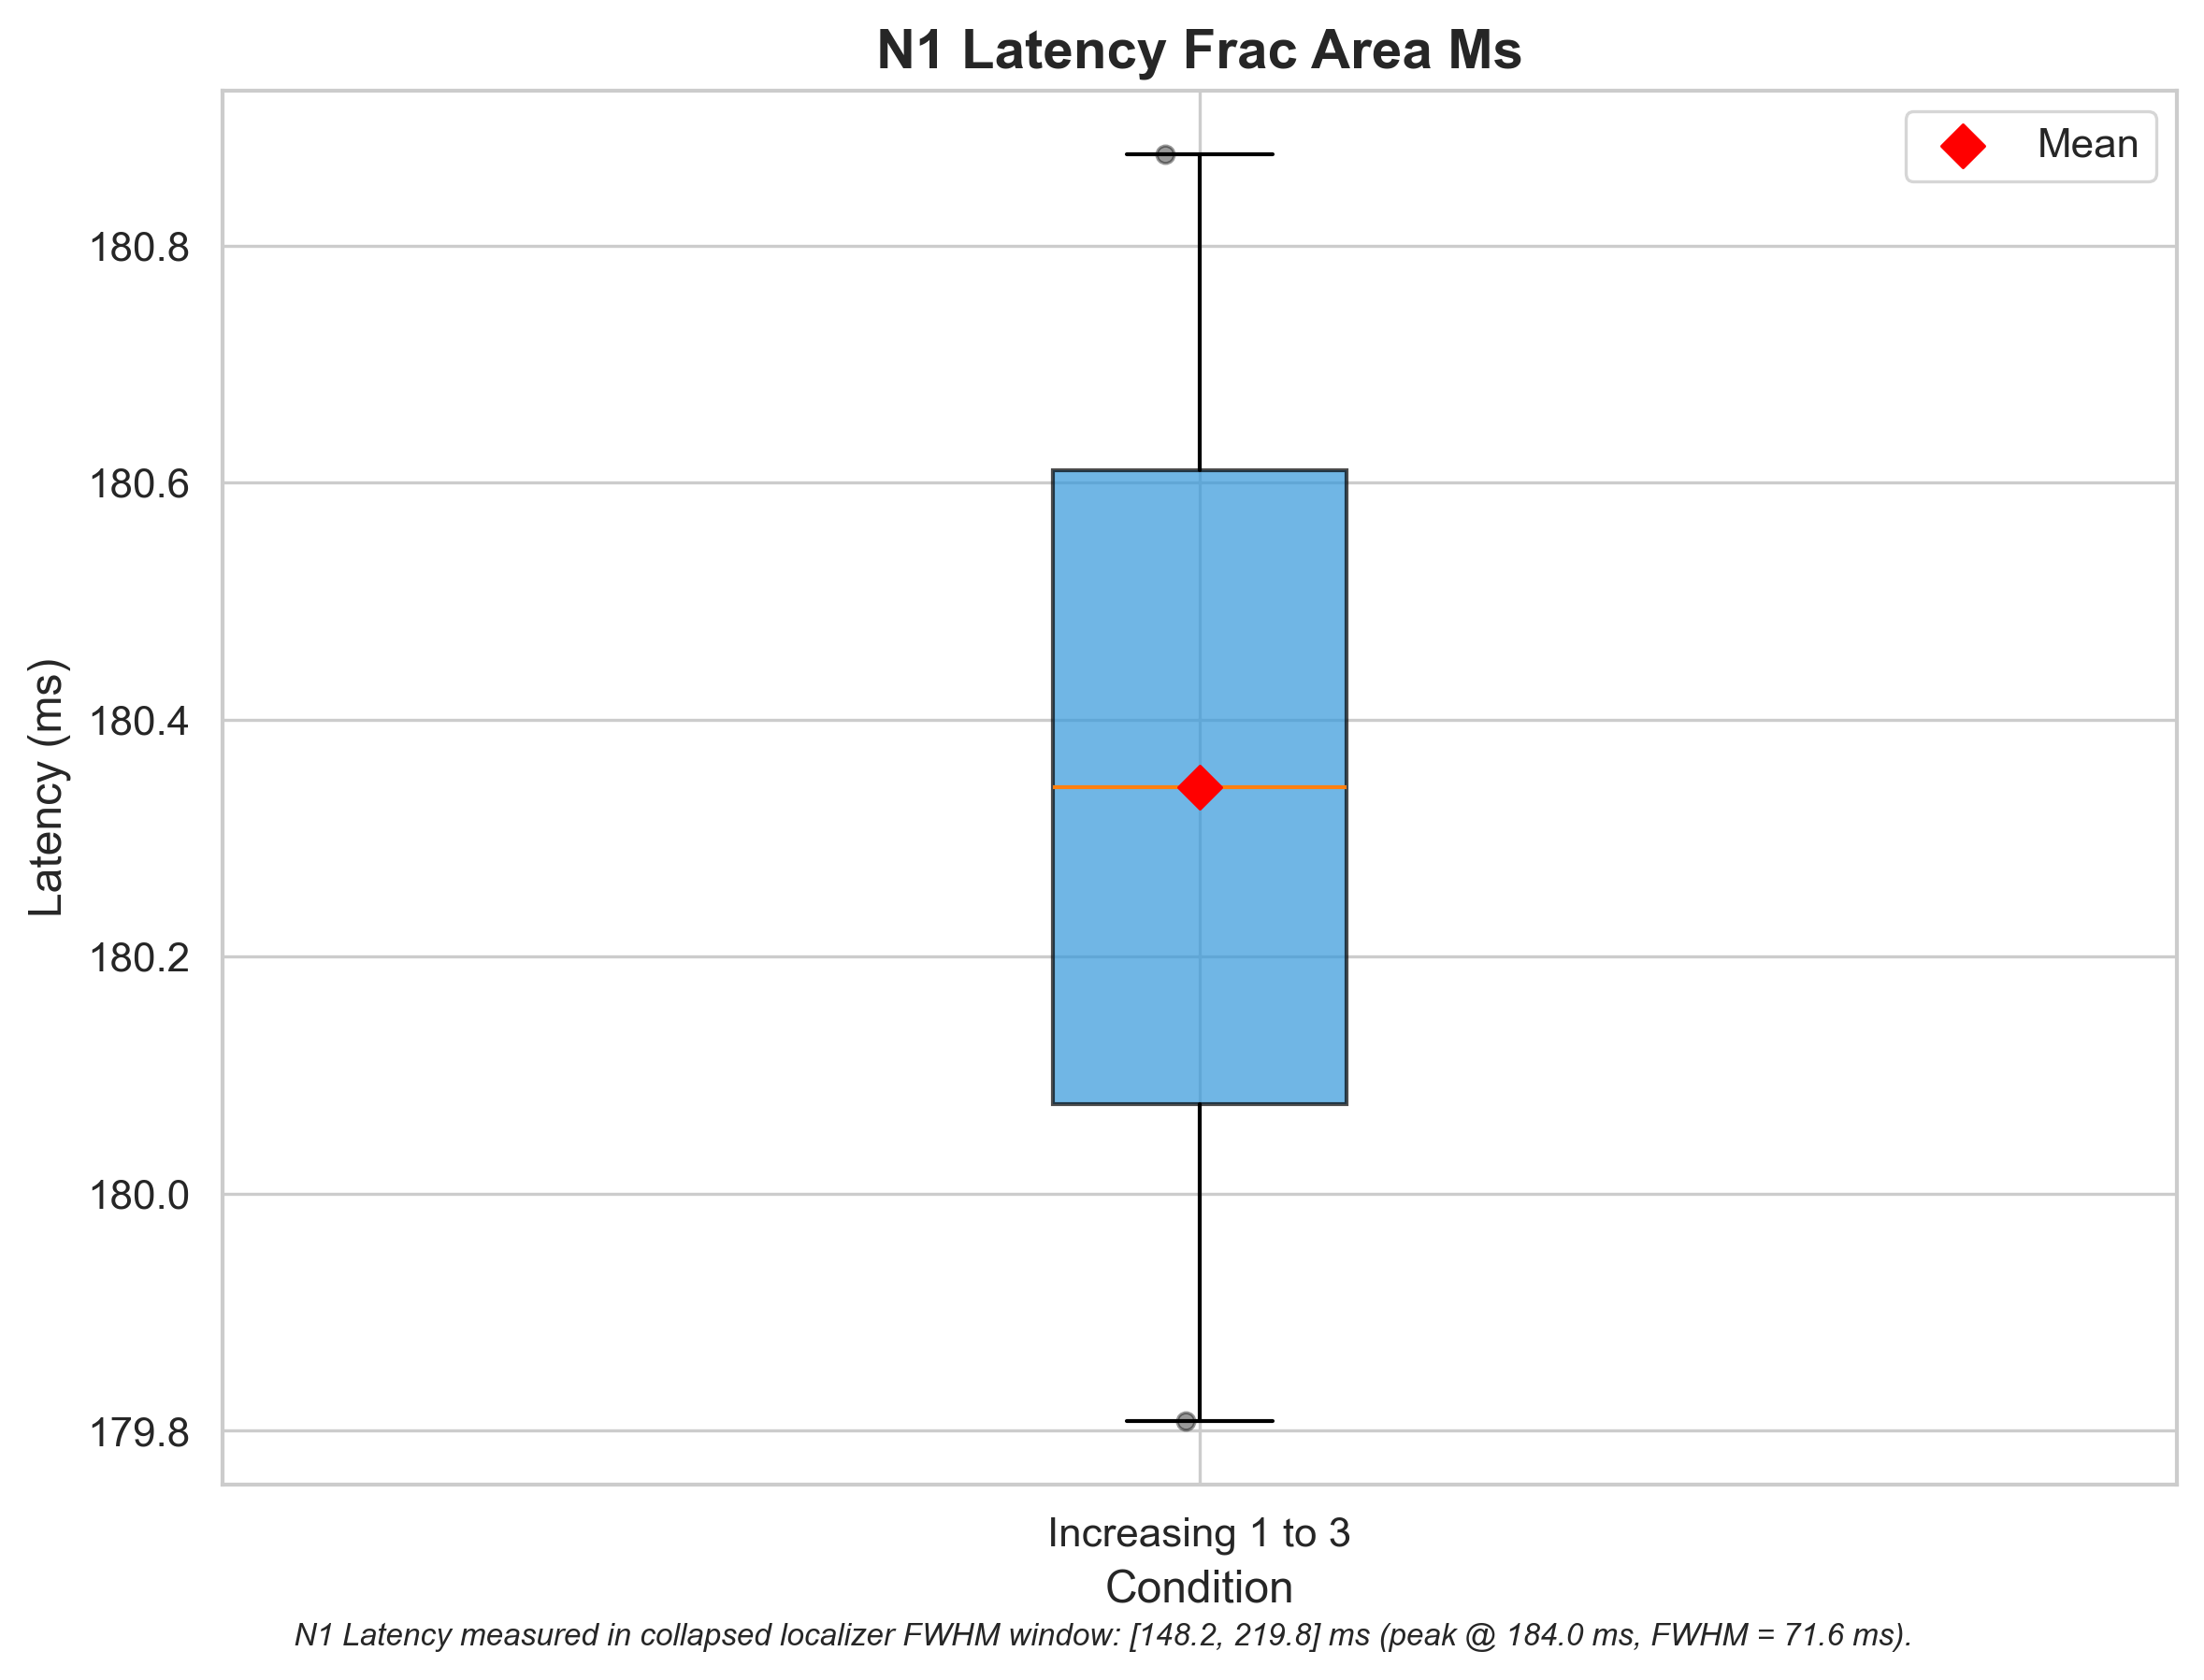 N1 Latency Frac Area Ms
Mean
180.8
180.6
180.4
180.2
180.0
179.8
Latency (ms)
Increasing 1 to 3
Condition
N1 Latency measured in collapsed localizer FWHM window: [148.2, 219.8] ms (peak @ 184.0 ms, FWHM = 71.6 ms).